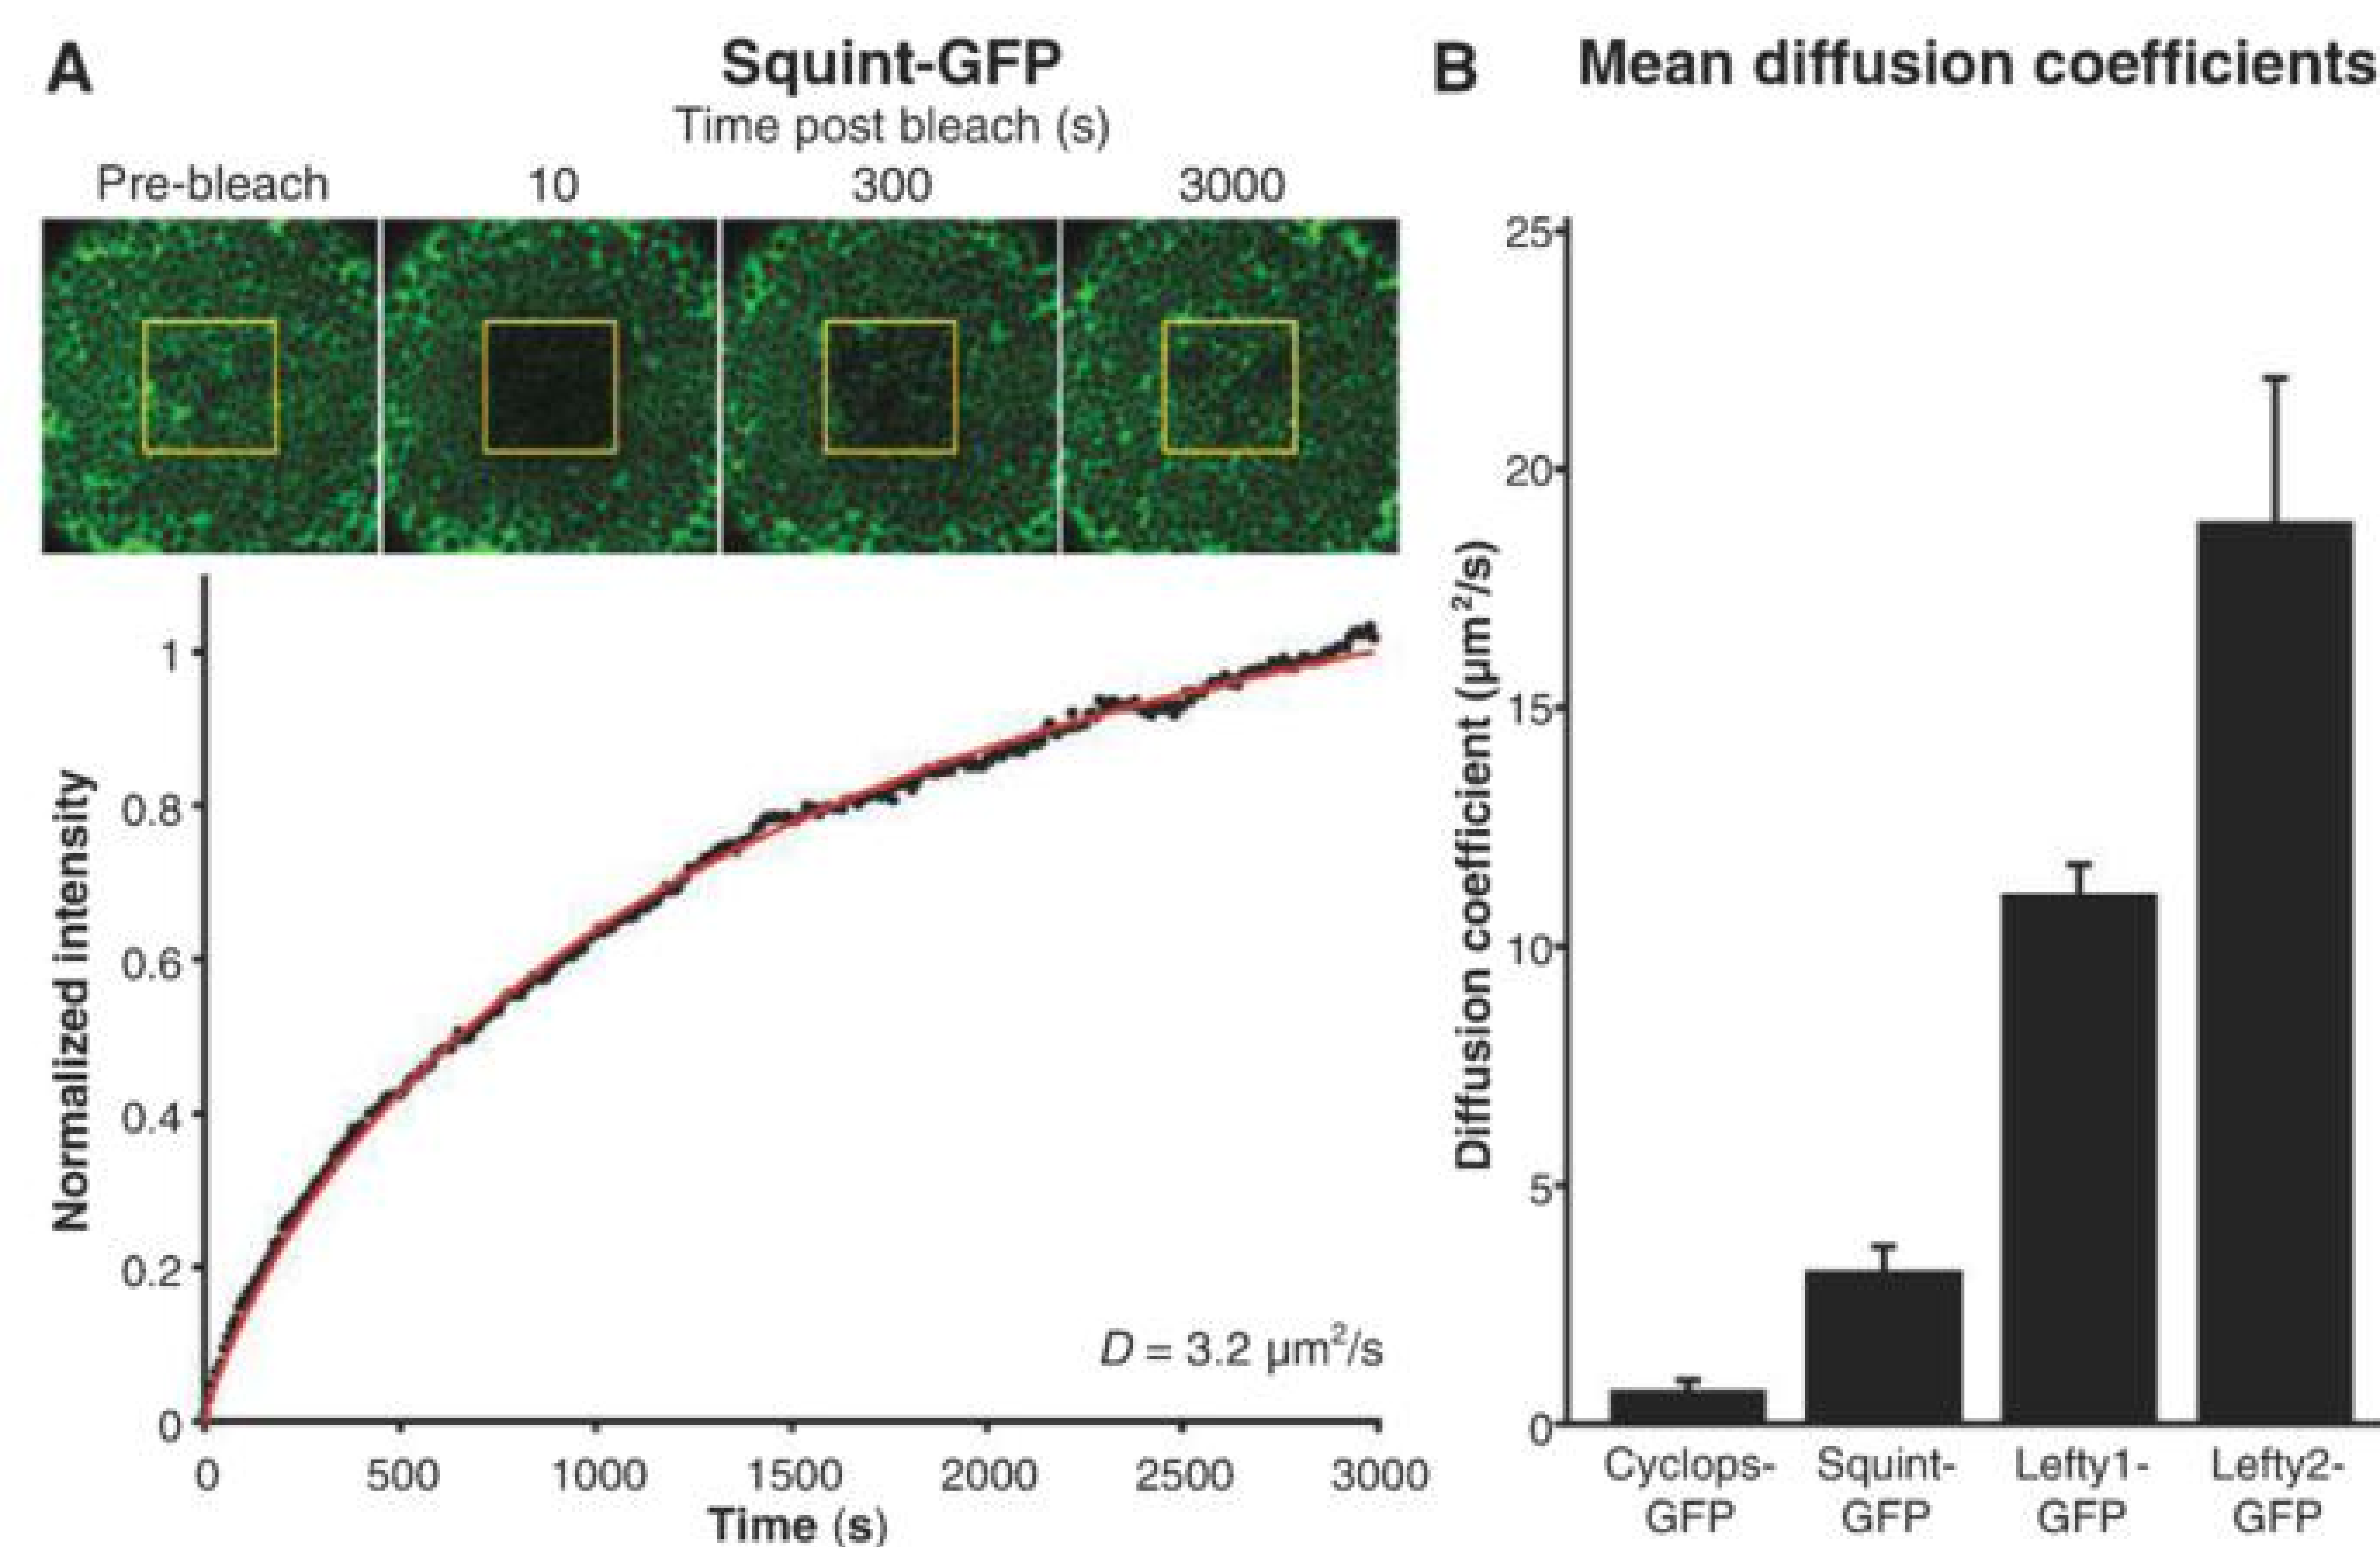 A
Squint-GFP
Time post bleach (s)
Pre-bleach 10 300 3000
Normalized intensity
1
0.8
0.6
0.4
0.2
0
D = 3.2 µm²/s
0 500 1000 1500 2000 2500 3000
Time (s)
B Mean diffusion coefficients
Diffusion coefficient (µm²/s)
25
20
15
10
5
0
Cyclops-GFP
Squint-GFP
Lefty1-GFP
Lefty2-GFP